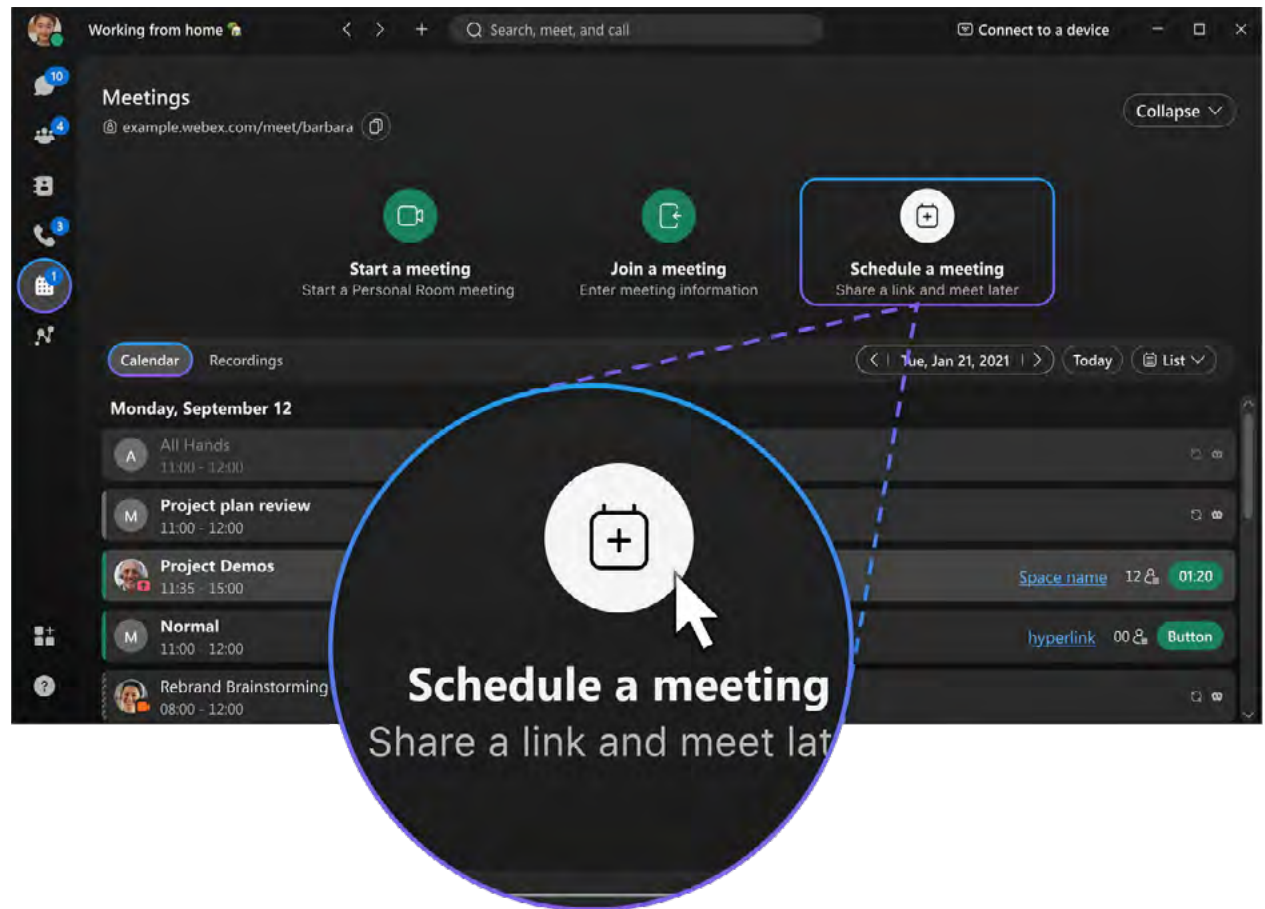 Working from home
Search, meet, and call
Connect to a device
10
Meetings
example.webex.com/meet/barbara
Collapse
4
3
1
Start a meeting
Start a Personal Room meeting
Join a meeting
Enter meeting information
Schedule a meeting
Share a link and meet later
Calendar
Recordings
Tue, Jan 21, 2021
Today
List
Monday, September 12
A
All Hands
11:00 - 12:00
M
Project plan review
11:00 - 12:00
Project Demos
11:35 - 15:00
Space name
12
01:20
M
Normal
11:00 - 12:00
hyperlink
00
Button
Rebrand Brainstorming
08:00 - 12:00
Schedule a meeting
Share a link and meet lat